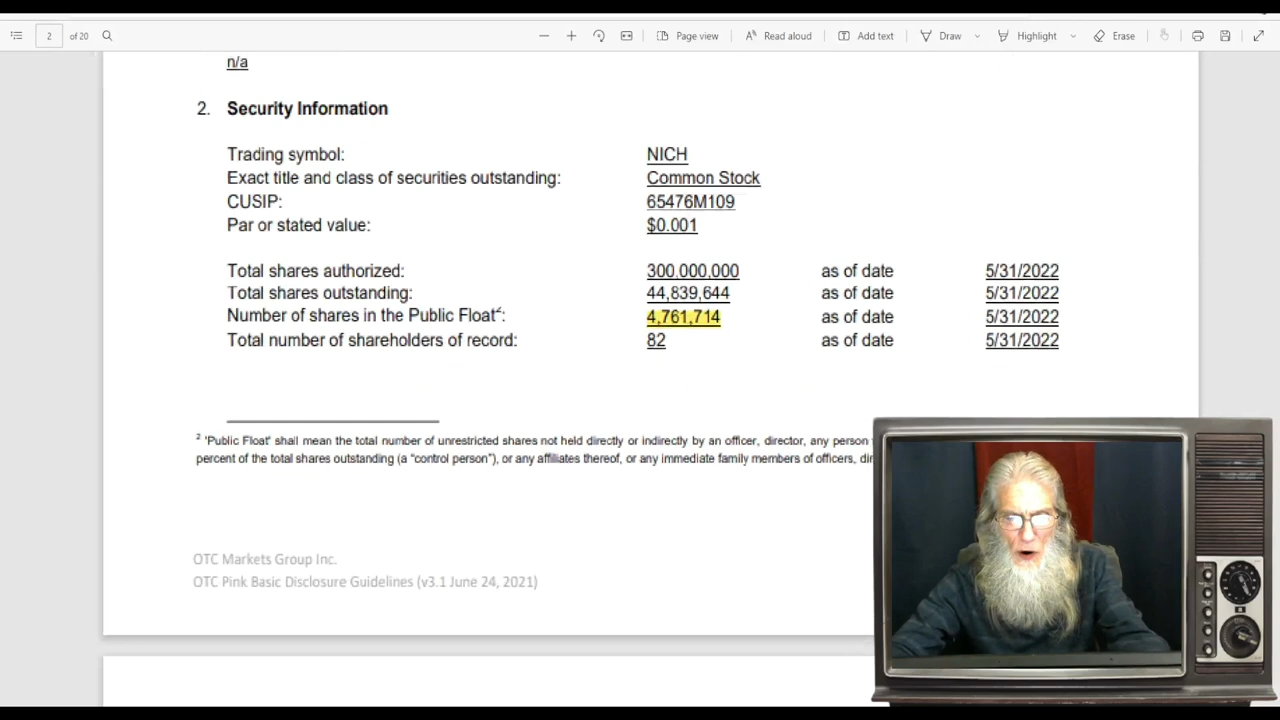 2
of 20
Page view
Read aloud
Add text
Draw
Highlight
Erase
n/a
2. Security Information
Trading symbol: NICH
Exact title and class of securities outstanding: Common Stock
CUSIP: 65476M109
Par or stated value: $0.001
Total shares authorized: 300,000,000 as of date 5/31/2022
Total shares outstanding: 44,839,644 as of date 5/31/2022
Number of shares in the Public Float²: 4,761,714 as of date 5/31/2022
Total number of shareholders of record: 82 as of date 5/31/2022
² 'Public Float' shall mean the total number of unrestricted shares not held directly or indirectly by an officer, director, any person
percent of the total shares outstanding (a “control person”), or any affiliates thereof, or any immediate family members of officers,
OTC Markets Group Inc.
OTC Pink Basic Disclosure Guidelines (v3.1 June 24, 2021)